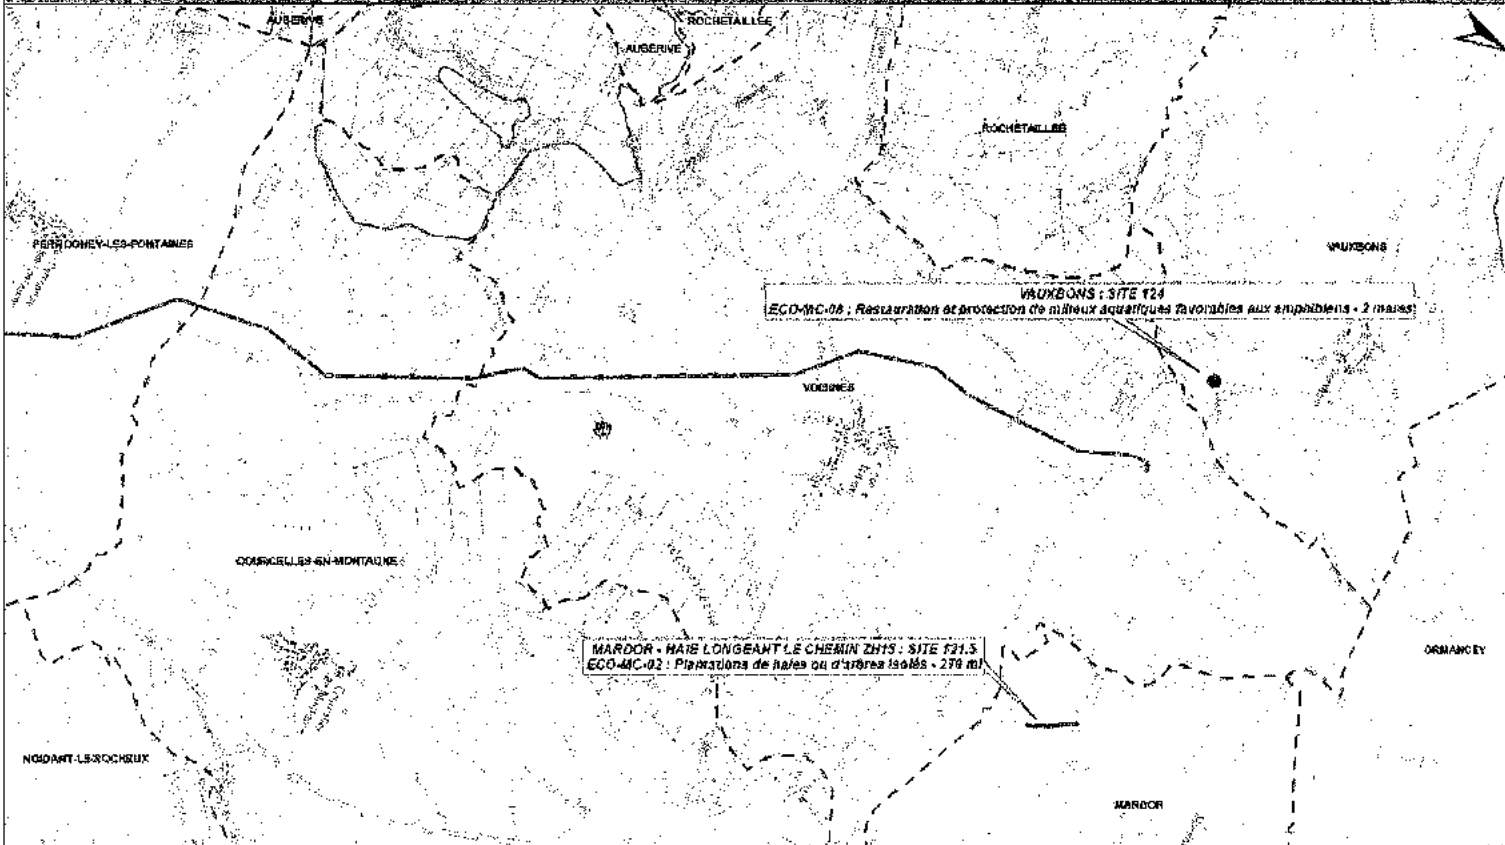 AUBERIVE
ROCHETAILLEE
AUBERIVE
ROCHETAILLEE
PERROGNEY-LES-FONTAINES
VAUXBONS
VAUXBONS : SITE 124
ECO-MC-08 : Restauration et protection de milieux aquatiques favorables aux amphibiens - 2 mares
VOISINES
COURCELLES-EN-MONTAGNE
MARDOR - HAIE LONGEANT LE CHEMIN ZH15 : SITE 121.5
ECO-MC-02 : Plantations de haies ou d'arbres isolés - 270 ml
ORMANCEY
NOIDANT-LE-ROCHEUX
MARDOR